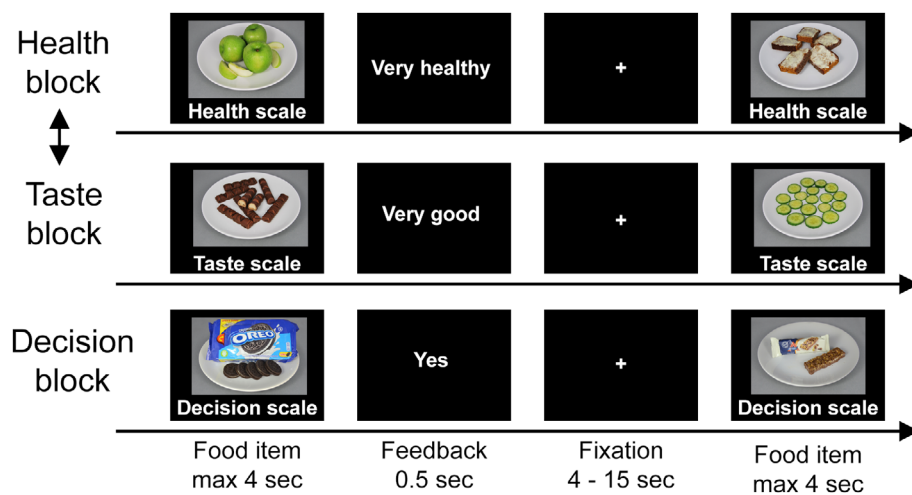 Health
block
Health scale
Very healthy
+
Health scale
Taste
block
Taste scale
Very good
+
Taste scale
Decision
block
OREO
Decision scale
Yes
+
Decision scale
Food item
max 4 sec
Feedback
0.5 sec
Fixation
4 - 15 sec
Food item
max 4 sec